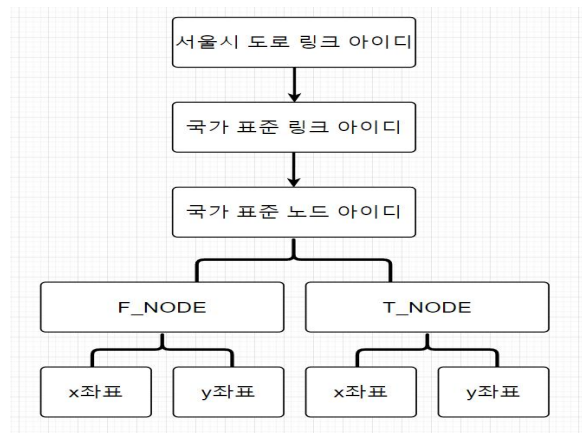 서울시 도로 링크 아이디
국가 표준 링크 아이디
국가 표준 노드 아이디
F_NODE
T_NODE
x좌표
y좌표
x좌표
y좌표